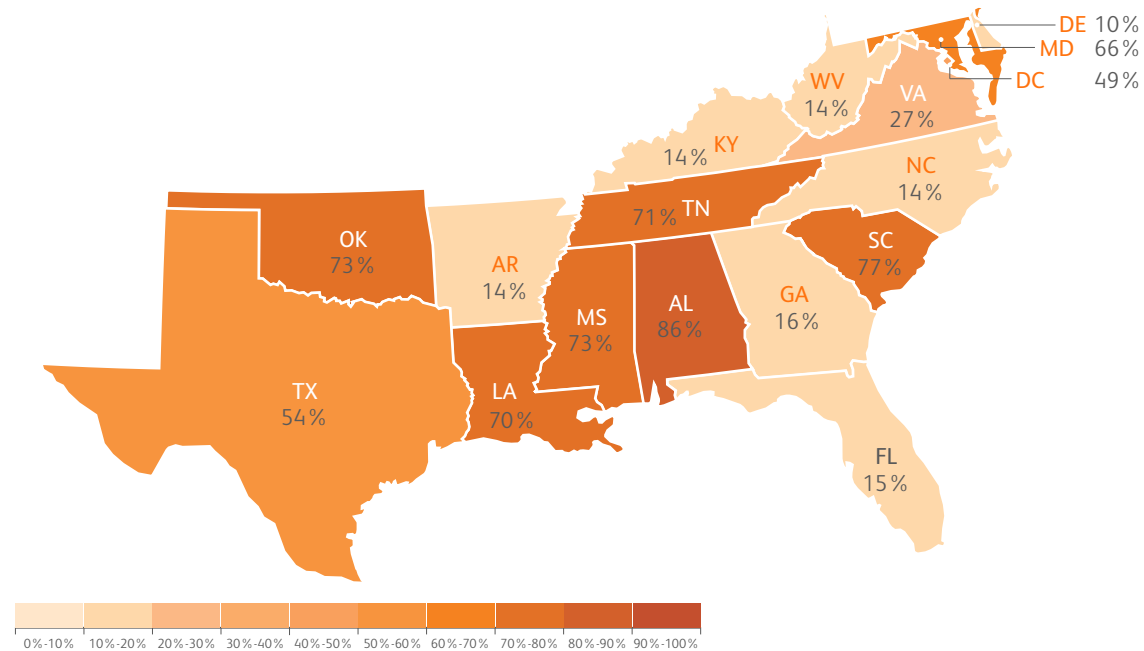 DE 10%
MD 66%
DC 49%
WV
14%
VA
27%
KY
14%
NC
14%
TN
71%
OK
73%
AR
14%
SC
77%
MS
73%
AL
86%
GA
16%
TX
54%
LA
70%
FL
15%
0%-10% 10%-20% 20%-30% 30%-40% 40%-50% 50%-60% 60%-70% 70%-80% 80%-90% 90%-100%